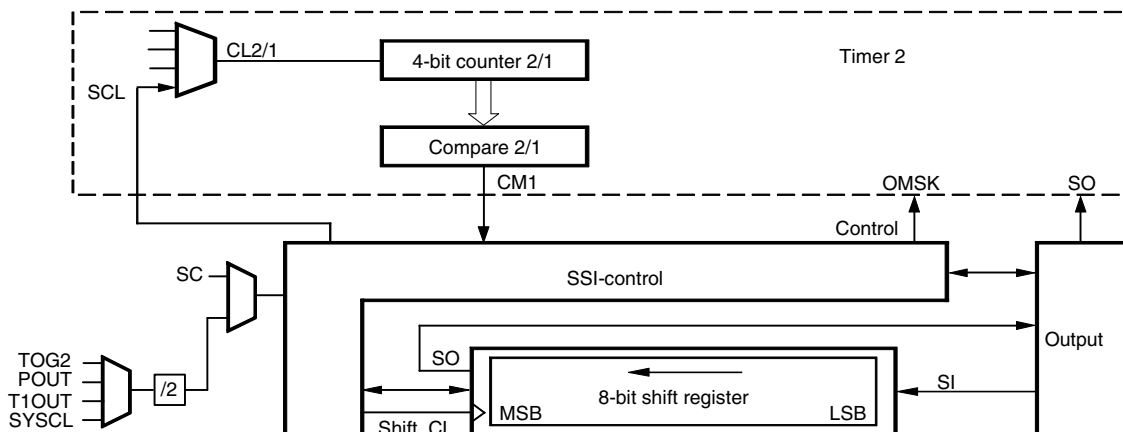 CL2/1
4-bit counter 2/1
Timer 2
SCL
Compare 2/1
CM1
OMSK
SO
Control
SC
SSI-control
TOG2
POUT
T1OUT
SYSCL
/2
SO
Output
SI
8-bit shift register
MSB
LSB
Shift_CL